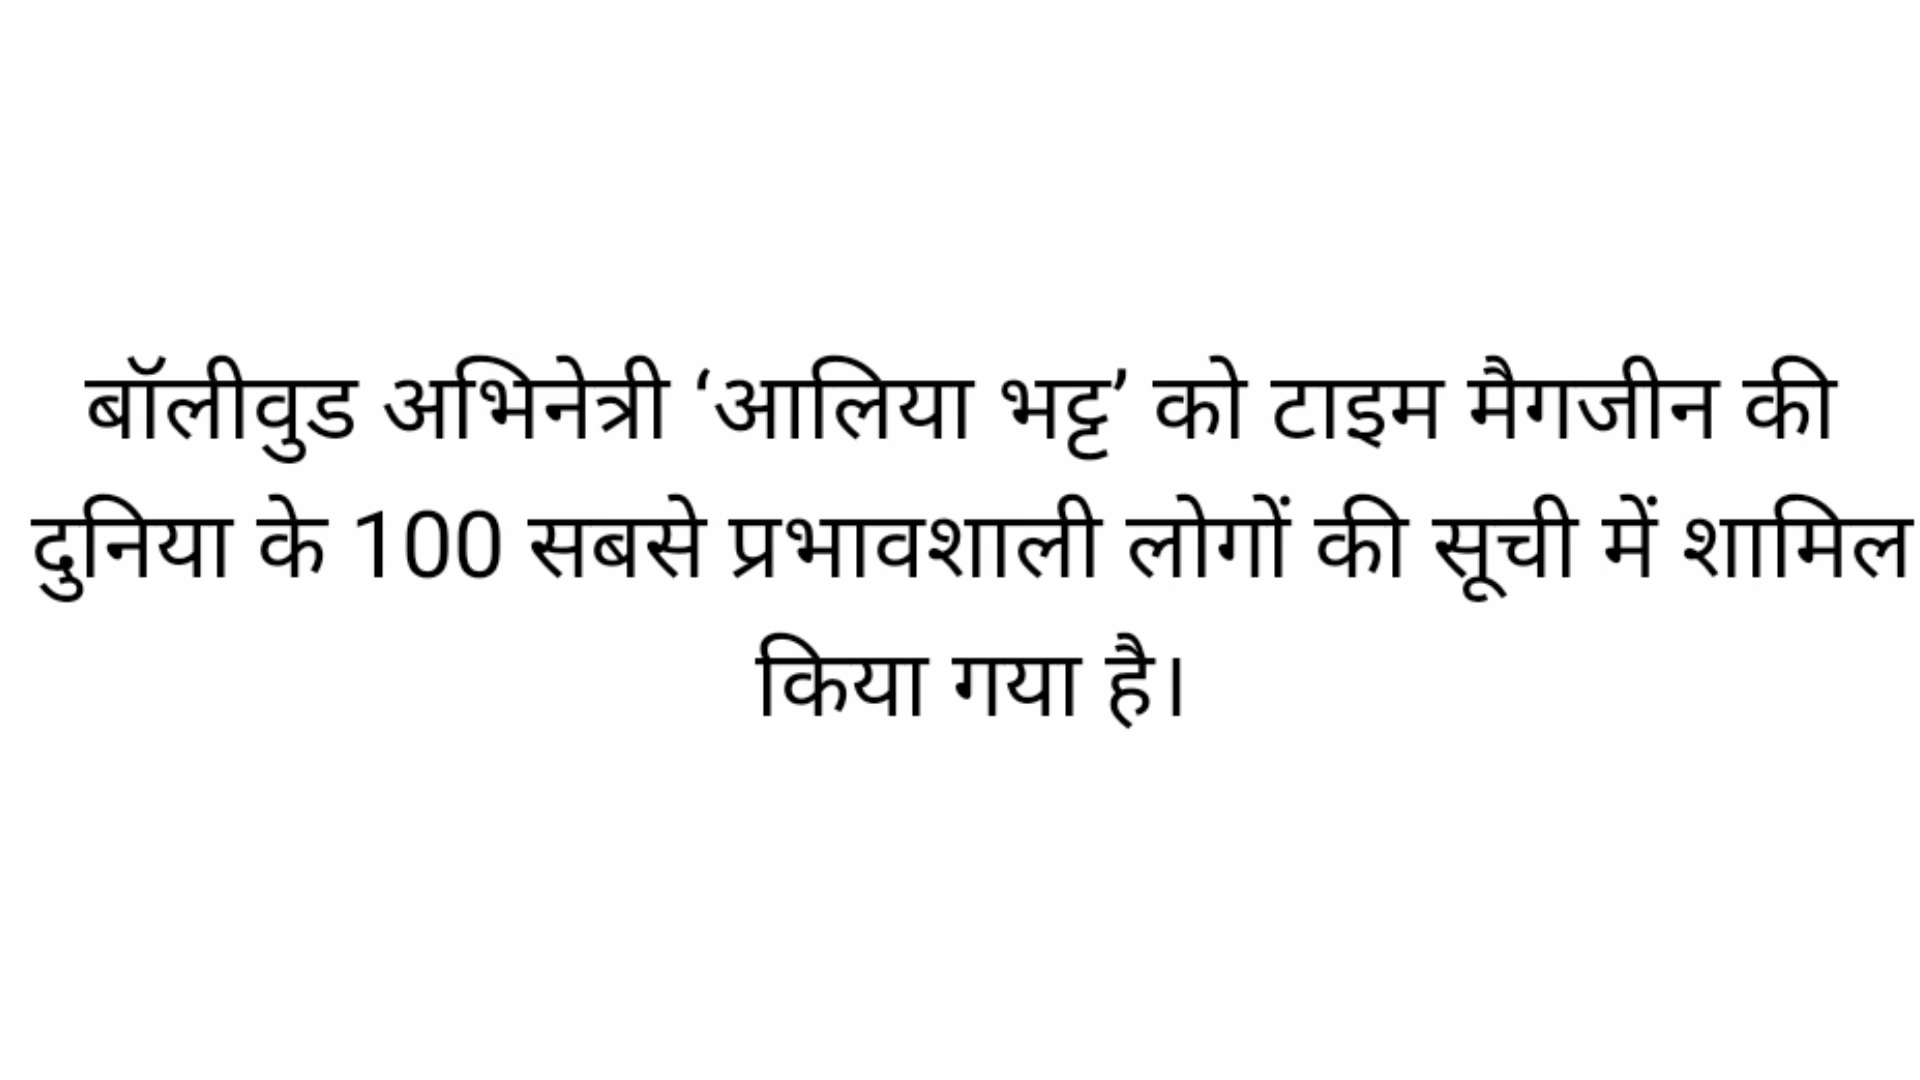 बॉलीवुड अभिनेत्री ‘आलिया भट्ट’ को टाइम मैगजीन की
दुनिया के 100 सबसे प्रभावशाली लोगों की सूची में शामिल
किया गया है।